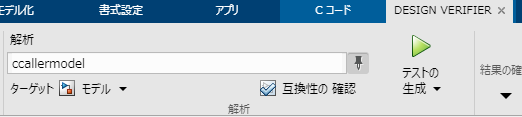 モデル化 書式設定 アプリ C コード DESIGN VERIFIER
解析
ccallermodel
ターゲット モデル 互換性の 確認 テストの 生成 結果の確
解析